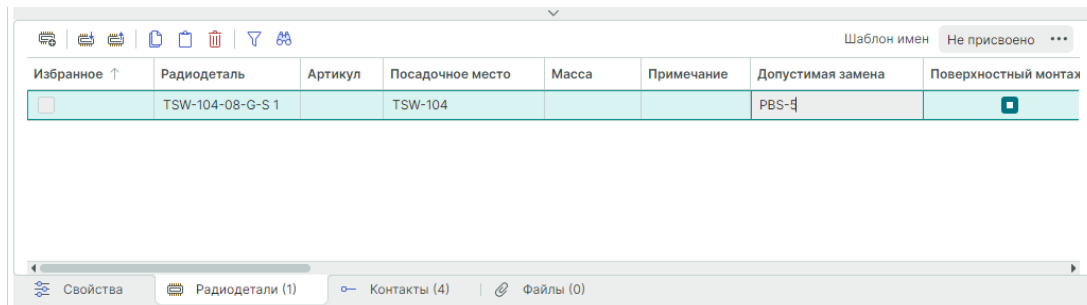 Шаблон имен Не присвоено ···
Избранное ↑ Радиодеталь Артикул Посадочное место Масса Примечание Допустимая замена Поверхностный монтаж
TSW-104-08-G-S 1 TSW-104 PBS-5
Свойства Радиодетали (1) Контакты (4) Файлы (0)